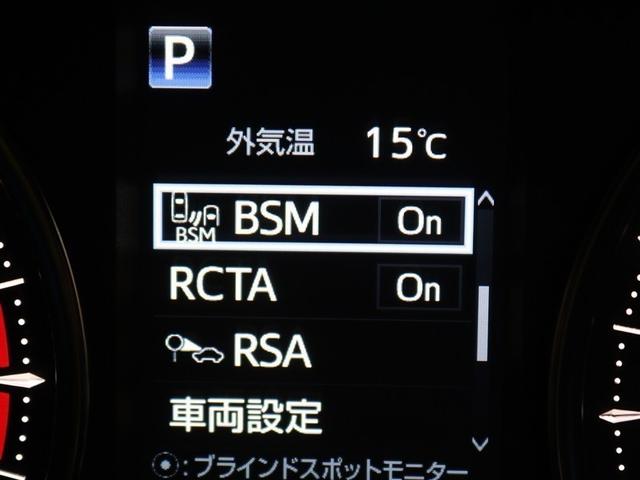 P
外気温 15℃
BSM BSM On
RCTA On
RSA
車両設定
:ブラインドスポットモニター